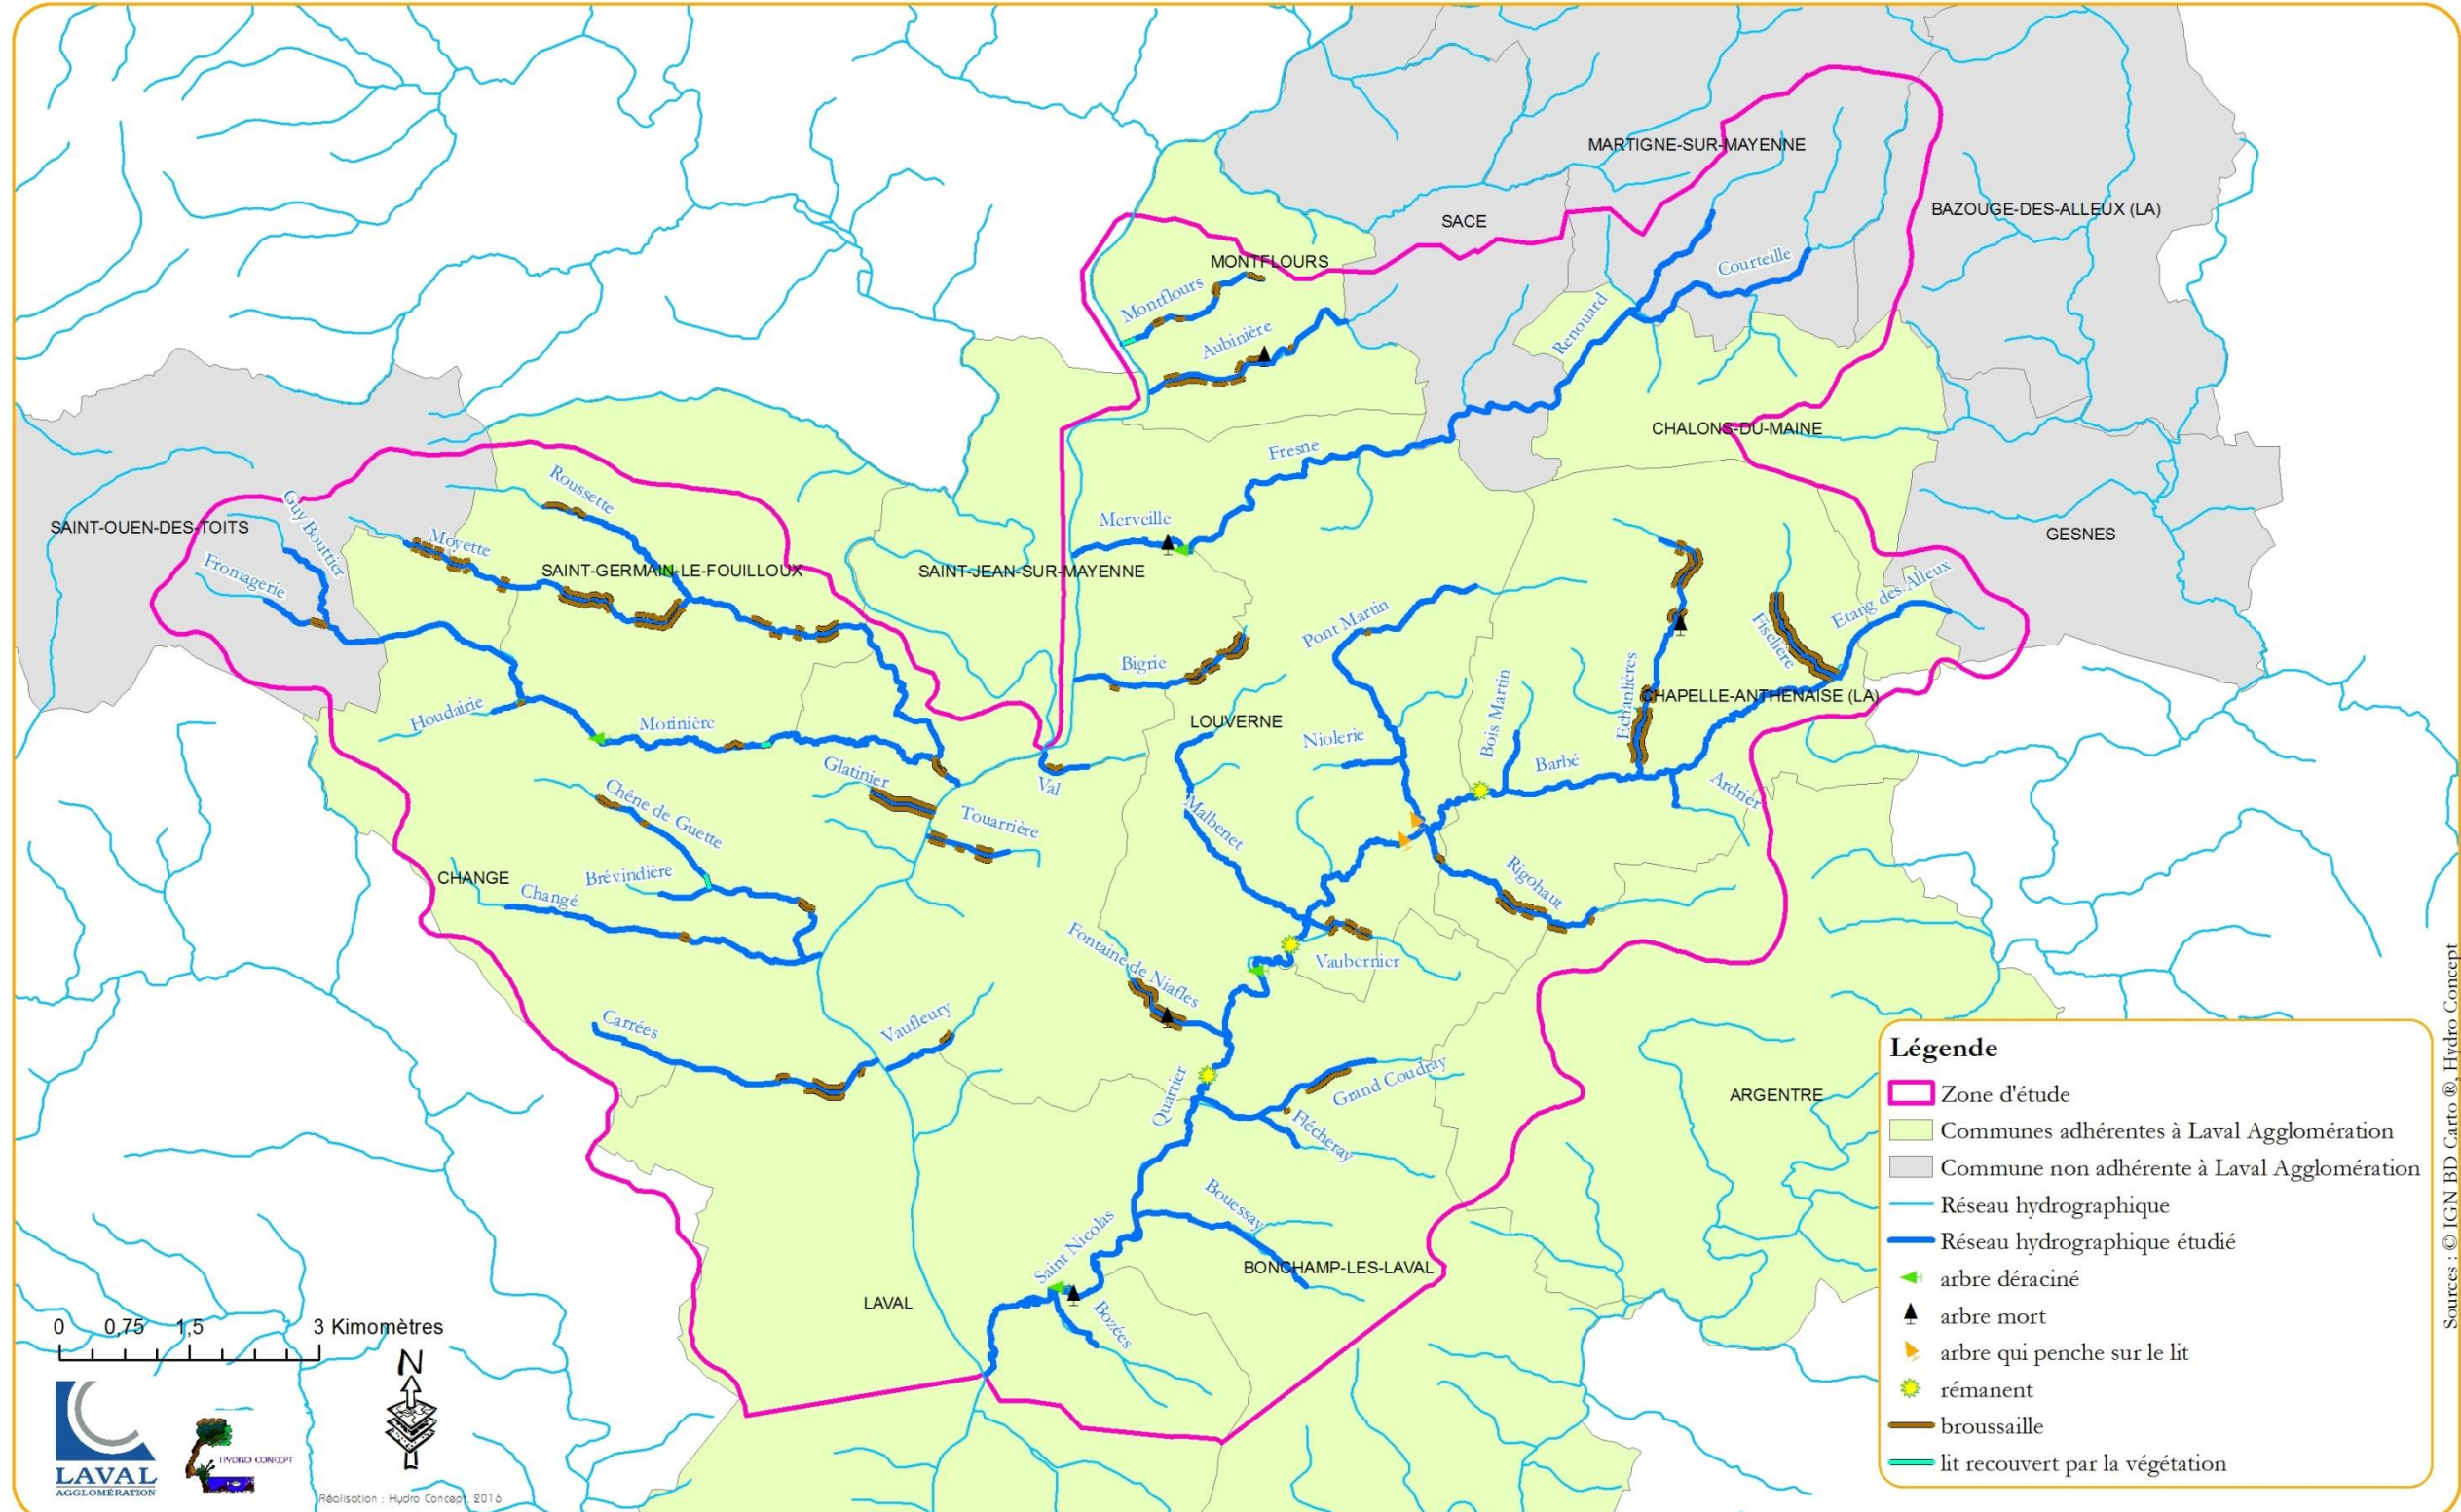 MARTIGNE-SUR-MAYENNE
BAZOUGE-DES-ALLEUX (LA)
SACE
MONTFLOURS
Courteille
Montflours
Renouard
Aubinière
CHALONS-DU-MAINE
Fresne
Roussette
Guy Bouttier
Merveille
SAINT-OUEN-DES-TOITS
GESNES
Moyette
Fromagerie
SAINT-GERMAIN-LE-FOUILLOUX
SAINT-JEAN-SUR-MAYENNE
Etang des Alleux
Pont Martin
Fiselière
Bigrie
Echanlières
CHAPELLE-ANTHENAISE (LA)
Houdairie
Morinière
LOUVERNE
Bois Martin
Niolerie
Barbé
Glatinier
Val
Ardrier
Chêne de Guette
Touarrière
Malbenet
CHANGE
Brévindière
Changé
Rigohaut
Fontaine de Niafles
Vaubernier
Carrées
Vaufleury
Quartier
Grand Coudray
Flécheray
ARGENTRE
Bouessay
Saint Nicolas
BONCHAMP-LES-LAVAL
LAVAL
Bozées
Légende
Zone d'étude
Communes adhérentes à Laval Agglomération
Commune non adhérente à Laval Agglomération
Réseau hydrographique
Réseau hydrographique étudié
arbre déraciné
arbre mort
arbre qui penche sur le lit
rémanent
broussaille
lit recouvert par la végétation
0 0,75 1,5 3 Kimomètres
N
LAVAL
AGGLOMÉRATION
HYDRO CONCEPT
Réalisation : Hydro Concept, 2016
Sources : © IGN BD Carto ®, Hydro Concept